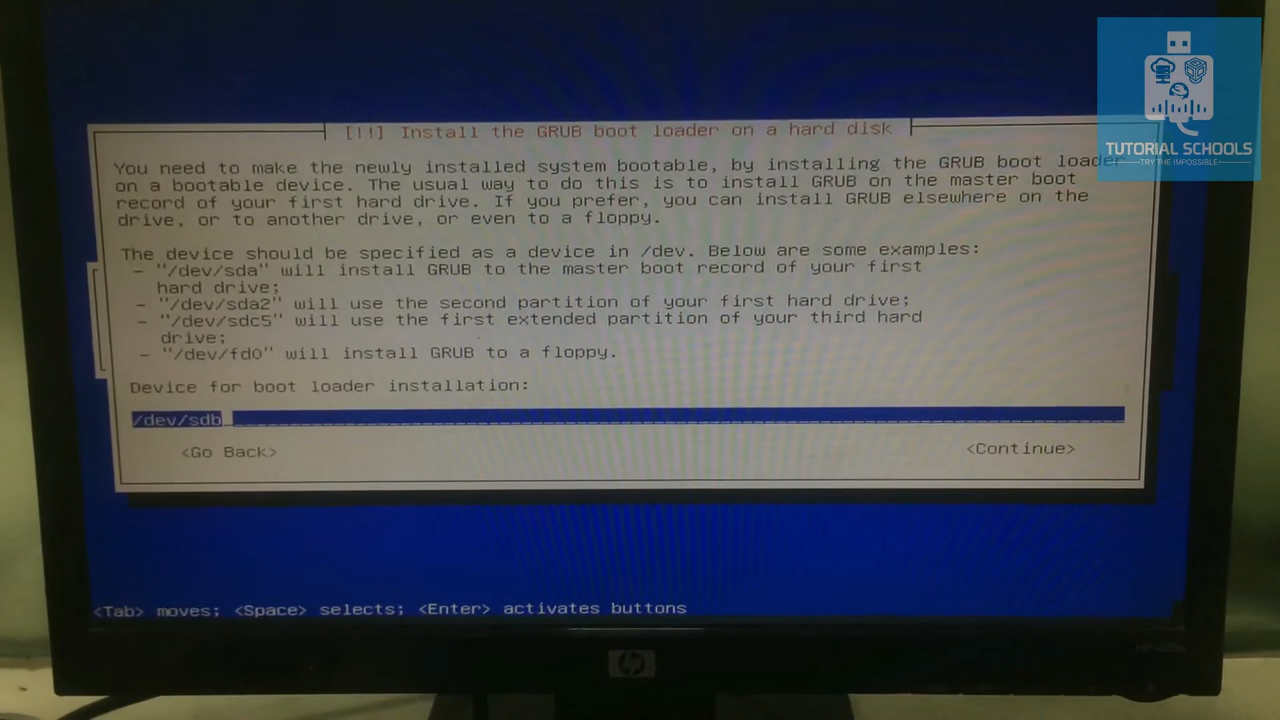 [!!] Install the GRUB boot loader on a hard disk
You need to make the newly installed system bootable, by installing the GRUB boot loader
on a bootable device. The usual way to do this is to install GRUB on the master boot
record of your first hard drive. If you prefer, you can install GRUB elsewhere on the
drive, or to another drive, or even to a floppy.
The device should be specified as a device in /dev. Below are some examples:
- "/dev/sda" will install GRUB to the master boot record of your first
hard drive;
- "/dev/sda2" will use the second partition of your first hard drive;
- "/dev/sdc5" will use the first extended partition of your third hard
drive;
- "/dev/fd0" will install GRUB to a floppy.
Device for boot loader installation:
/dev/sdb
<Go Back> <Continue>
<Tab> moves; <Space> selects; <Enter> activates buttons
hp
TUTORIAL SCHOOLS
TRY THE IMPOSSIBLE